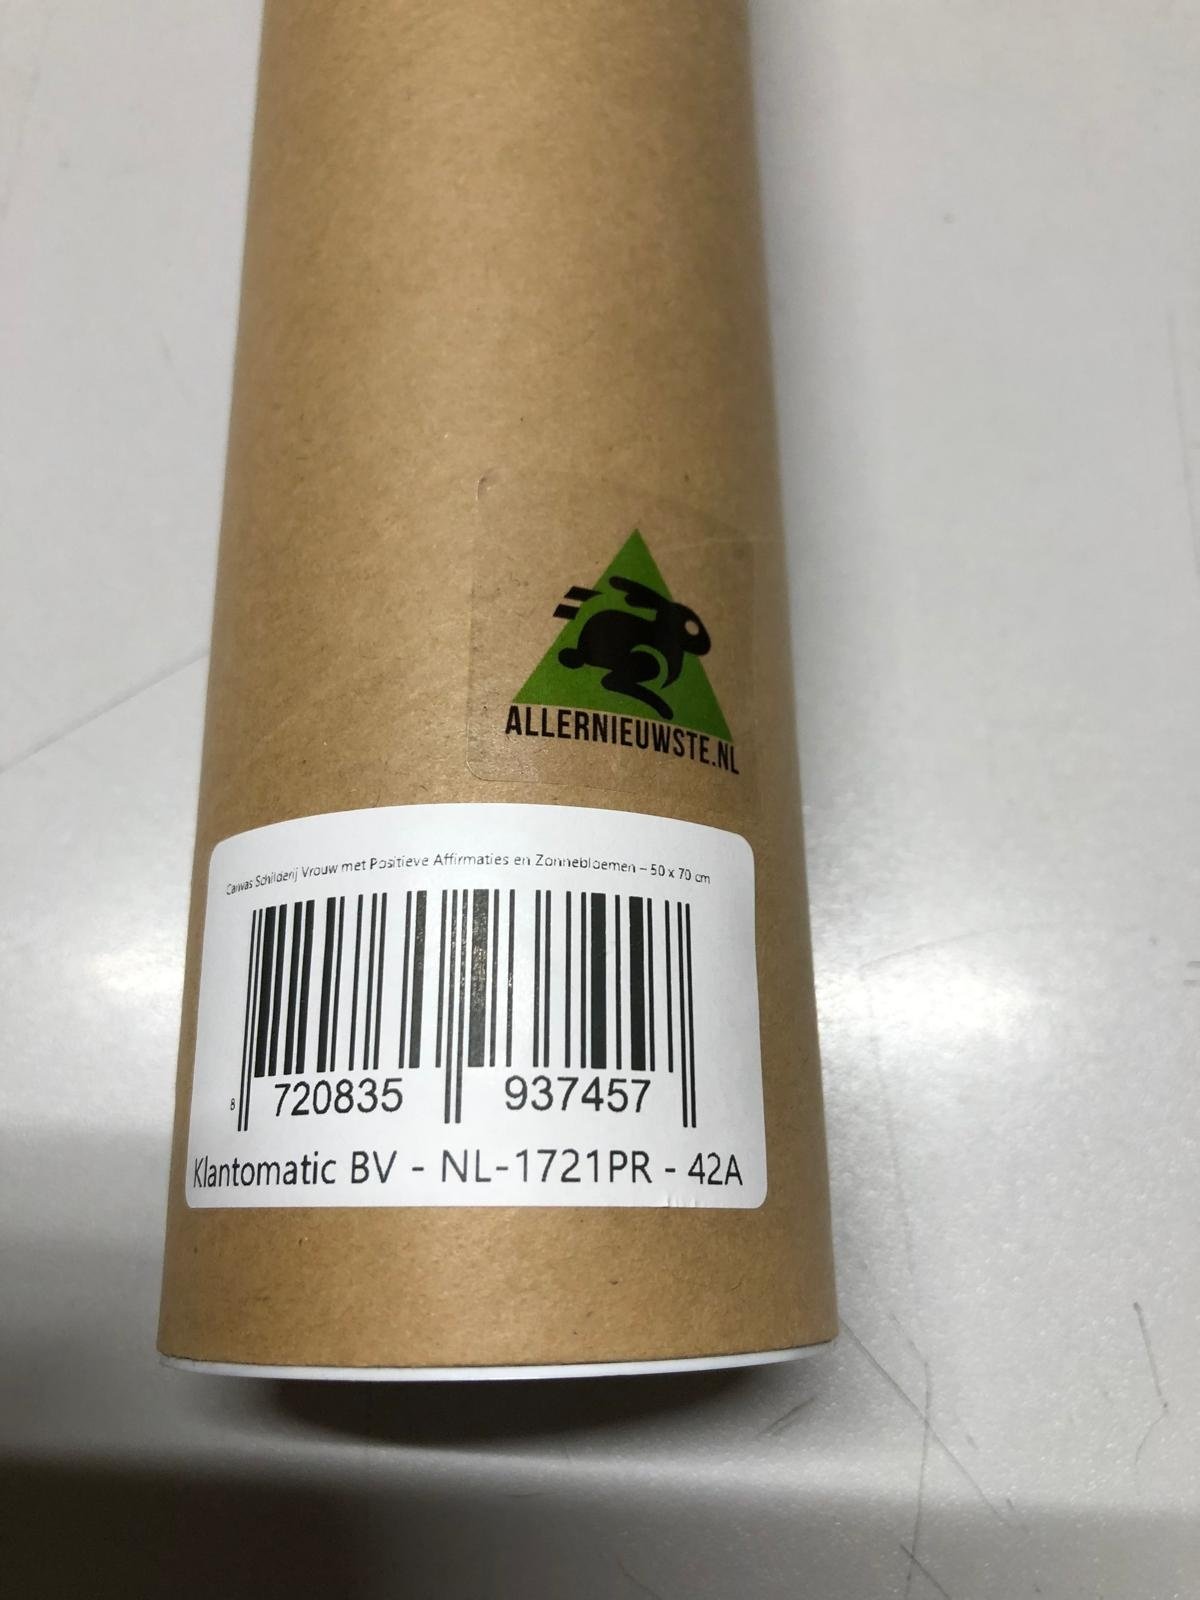 ALLERNIEUWSTE.NL
Canvas Schilderij Vrouw met Positieve Affirmaties en Zonnebloemen – 50 x 70 cm
8 720835 937457
Klantomatic BV - NL-1721PR - 42A